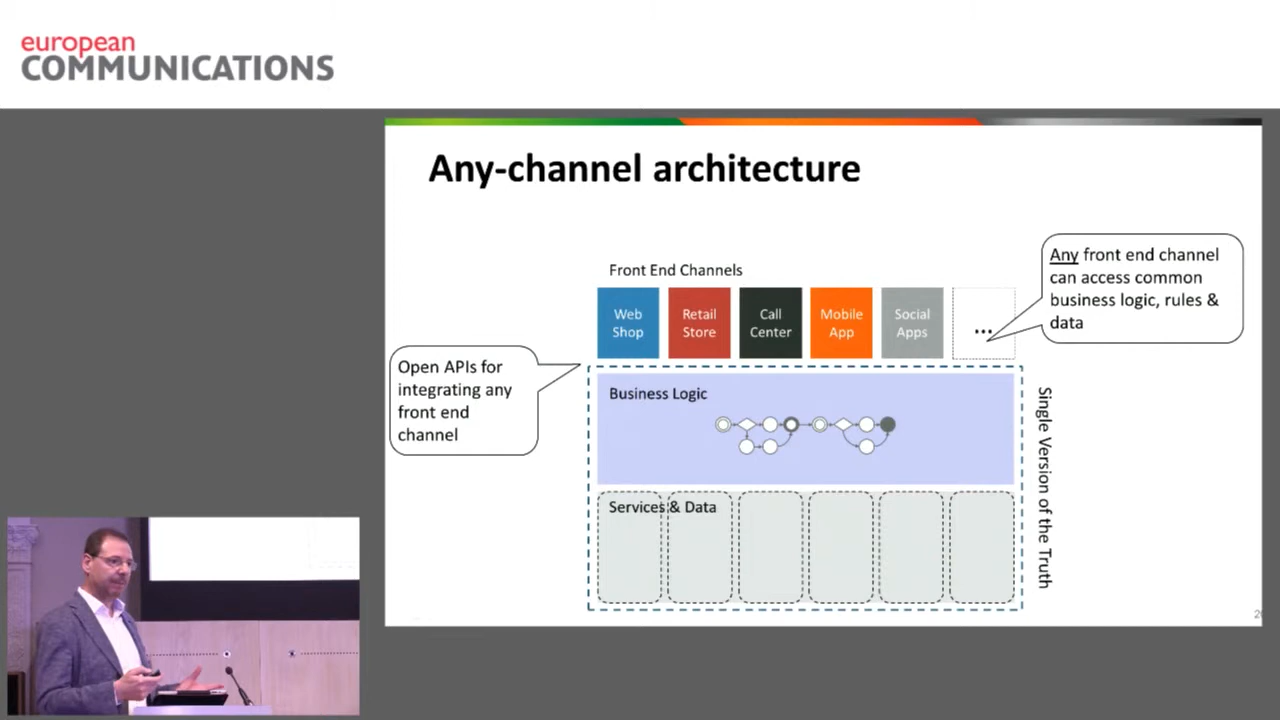 european
COMMUNICATIONS
Any-channel architecture
Front End Channels
Web
Shop
Retail
Store
Call
Center
Mobile
App
Social
Apps
...
Any front end channel
can access common
business logic, rules &
data
Open APIs for
integrating any
front end
channel
Business Logic
Services & Data
Single Version of the Truth